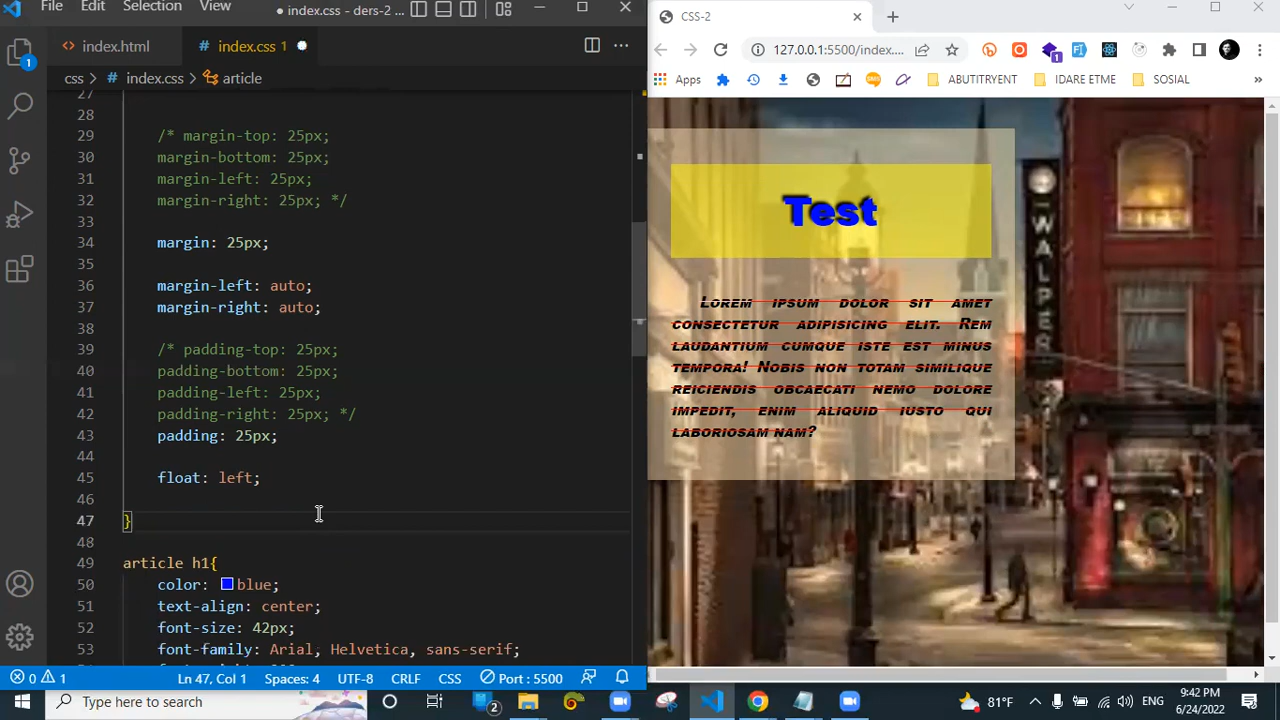 Edit Selection View
index.css - ders-2 ...
index.html
index.css 1
css > # index.css > article
27
28
29 /* margin-top: 25px;
30 margin-bottom: 25px;
31 margin-left: 25px;
32 margin-right: 25px; */
33
34 margin: 25px;
35
36 margin-left: auto;
37 margin-right: auto;
38
39 /* padding-top: 25px;
40 padding-bottom: 25px;
41 padding-left: 25px;
42 padding-right: 25px; */
43 padding: 25px;
44
45 float: left;
46
47 }
48
49 article h1{
50 color: blue;
51 text-align: center;
52 font-size: 42px;
53 font-family: Arial, Helvetica, sans-serif;
0 1 Ln 47, Col 1 Spaces: 4 UTF-8 CRLF CSS Port : 5500
CSS-2
127.0.0.1:5500/index....
1
Apps SMS ABUTITRYENT IDARE ETME SOSIAL »
Test
Lorem ipsum dolor sit amet
consectetur adipisicing elit. Rem
laudantium cumque iste est minus
tempora! Nobis non totam similique
reiciendis obcaecati nemo dolore
impedit, enim aliquid iusto qui
laboriosam nam?
WALPER
Type here to search
2
81°F
ENG
9:42 PM
6/24/2022